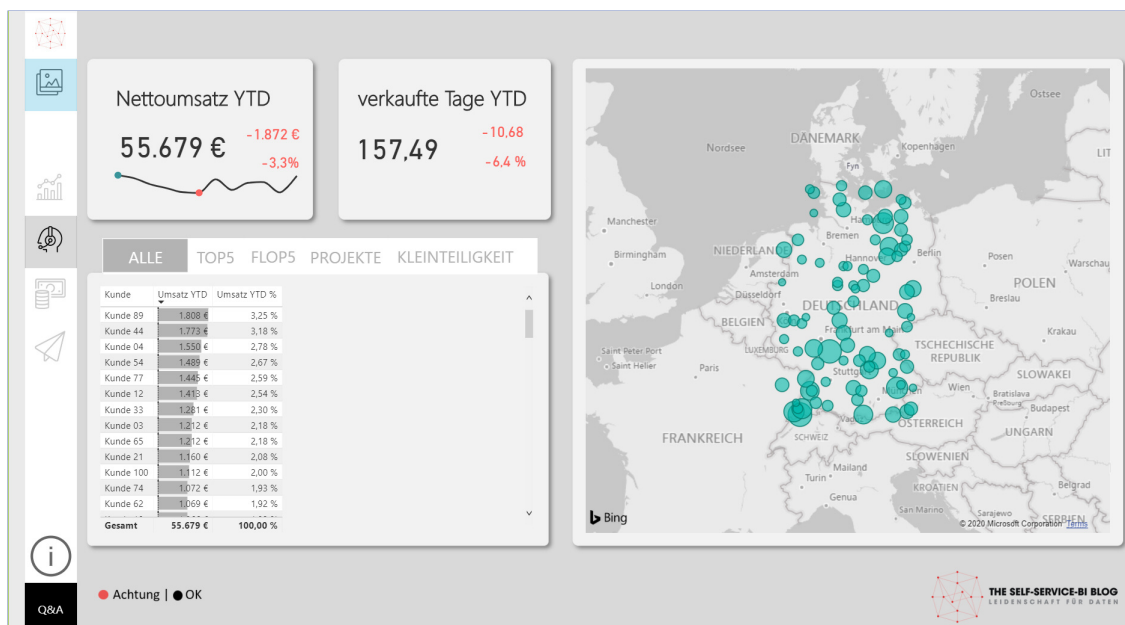 Nettoumsatz YTD
55.679 €
-1.872 €
-3,3%
verkaufte Tage YTD
157,49
-10,68
-6,4 %
ALLE TOP5 FLOP5 PROJEKTE KLEINTEILIGKEIT
Kunde Umsatz YTD Umsatz YTD %
Kunde 89 1.808 € 3,25 %
Kunde 44 1.773 € 3,18 %
Kunde 04 1.550 € 2,78 %
Kunde 54 1.489 € 2,67 %
Kunde 77 1.445 € 2,59 %
Kunde 12 1.413 € 2,54 %
Kunde 33 1.281 € 2,30 %
Kunde 03 1.212 € 2,18 %
Kunde 65 1.212 € 2,18 %
Kunde 21 1.160 € 2,08 %
Kunde 100 1.112 € 2,00 %
Kunde 74 1.072 € 1,93 %
Kunde 62 1.069 € 1,92 %
Gesamt 55.679 € 100,00 %
Ostsee
DÄNEMARK
Nordsee
Kopenhagen
LIT
Fyn
Manchester
Bremen
Birmingham
NIEDERLANDE
Hannover
Berlin
Posen
Warschau
Amsterdam
London
POLEN
Düsseldorf
Breslau
DEUTSCHLAND
BELGIEN
Frankfurt am Main
Krakau
TSCHECHISCHE
REPUBLIK
LUXEMBURG
Saint Peter Port
Saint Helier
Paris
Stuttgart
SLOWAKEI
Wien
Bratislava
München
Budapest
ÖSTERREICH
UNGARN
FRANKREICH
SCHWEIZ
SLOWENIEN
Mailand
Turin
KROATIEN
Belgrad
Genua
San Marino
Sarajewo
SERBIEN
Bing
© 2020 Microsoft Corporation Terms
i
Q&A
Achtung | OK
THE SELF-SERVICE-BI BLOG
LEIDENSCHAFT FÜR DATEN